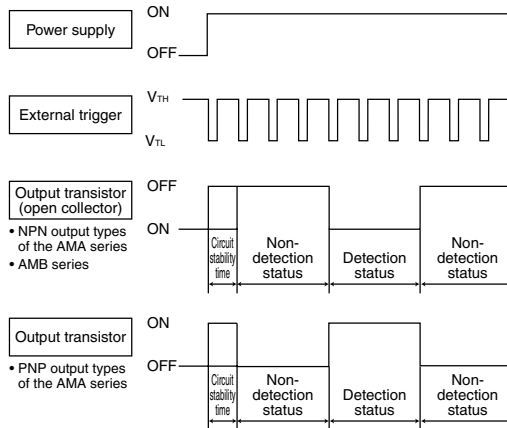 Power supply
ON
OFF
External trigger
VTH
VTL
Output transistor
(open collector)
• NPN output types
of the AMA series
• AMB series
OFF
ON
Circuit
stability
time
Non-
detection
status
Detection
status
Non-
detection
status
Output transistor
• PNP output types
of the AMA series
ON
OFF
Circuit
stability
time
Non-
detection
status
Detection
status
Non-
detection
status